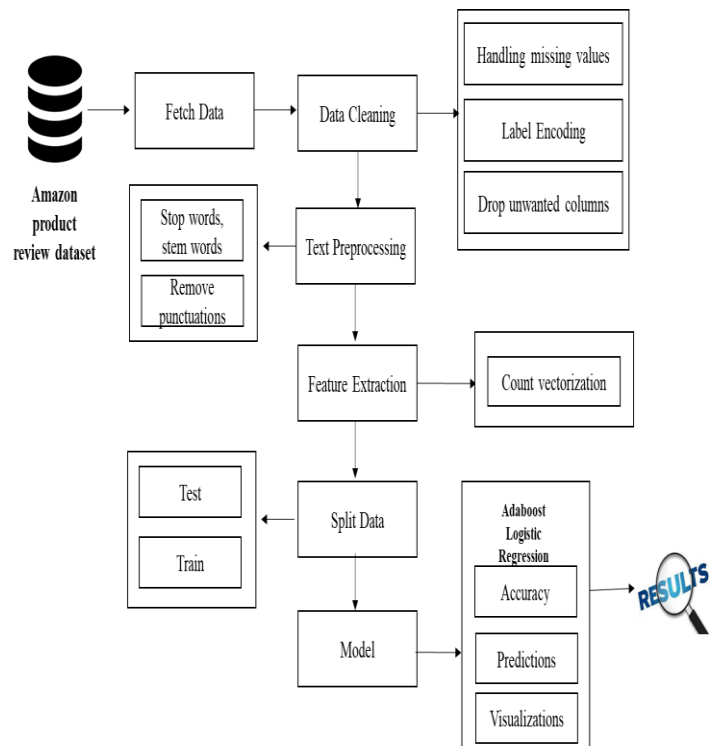 Amazon
product
review dataset
Fetch Data
Data Cleaning
Handling missing values
Label Encoding
Drop unwanted columns
Text Preprocessing
Stop words,
stem words
Remove
punctuations
Feature Extraction
Count vectorization
Split Data
Test
Train
Model
Adaboost
Logistic
Regression
Accuracy
Predictions
Visualizations
RESULTS